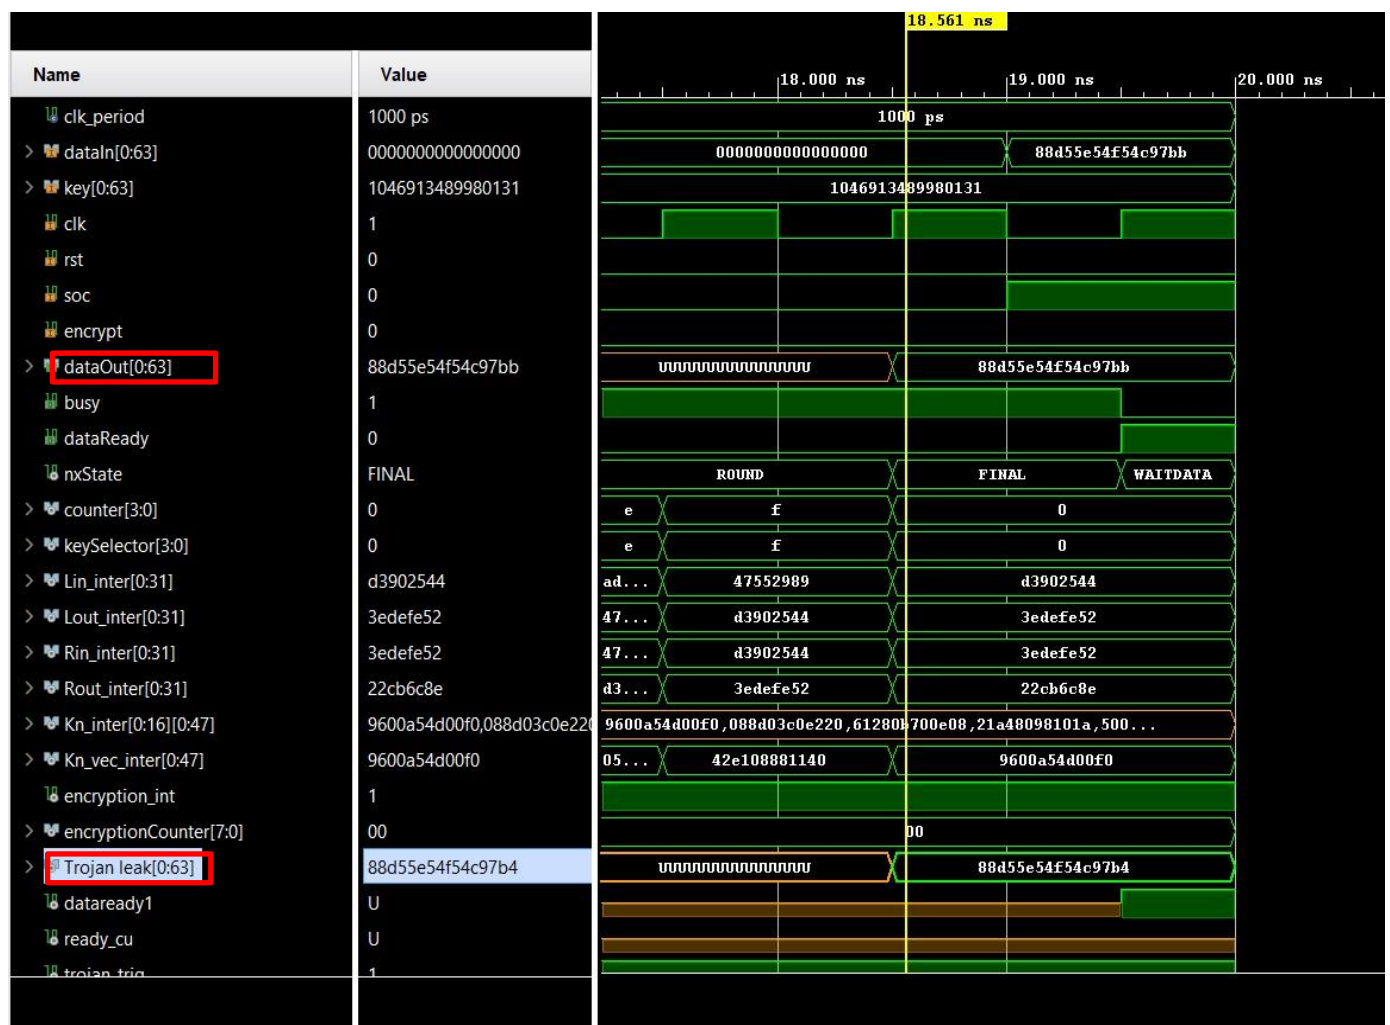 18.561 ns
Name Value 18.000 ns 19.000 ns 20.000 ns
clk_period 1000 ps 1000 ps
dataIn[0:63] 0000000000000000 0000000000000000 88d55e54f54c97bb
key[0:63] 1046913489980131 1046913489980131
clk 1
rst 0
soc 0
encrypt 0
dataOut[0:63] 88d55e54f54c97bb UUUUUUUUUUUUUUUU 88d55e54f54c97bb
busy 1
dataReady 0
nxState FINAL ROUND FINAL WAITDATA
counter[3:0] 0 e f 0
keySelector[3:0] 0 e f 0
Lin_inter[0:31] d3902544 ad... 47552989 d3902544
Lout_inter[0:31] 3edefe52 47... d3902544 3edefe52
Rin_inter[0:31] 3edefe52 47... d3902544 3edefe52
Rout_inter[0:31] 22cb6c8e d3... 3edefe52 22cb6c8e
Kn_inter[0:16][0:47] 9600a54d00f0,088d03c0e220 9600a54d00f0,088d03c0e220,61280b700e08,21a48098101a,500...
Kn_vec_inter[0:47] 9600a54d00f0 05... 42e108881140 9600a54d00f0
encryption_int 1
encryptionCounter[7:0] 00 00
Trojan leak[0:63] 88d55e54f54c97b4 UUUUUUUUUUUUUUUU 88d55e54f54c97b4
dataready1 U
ready_cu U
trojan_trig 1